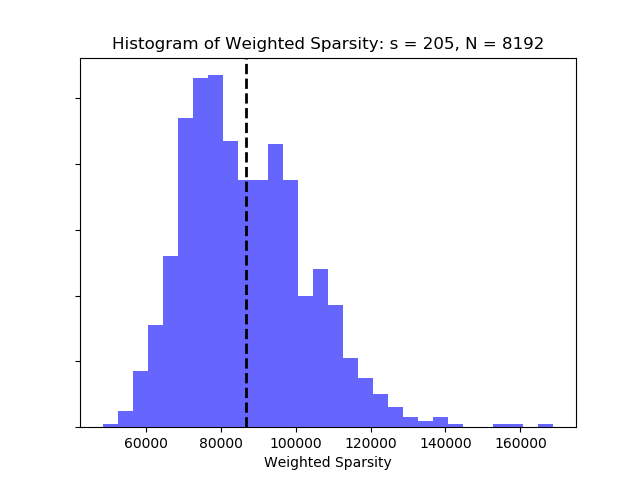 Histogram of Weighted Sparsity: s = 205, N = 8192
60000 80000 100000 120000 140000 160000
Weighted Sparsity